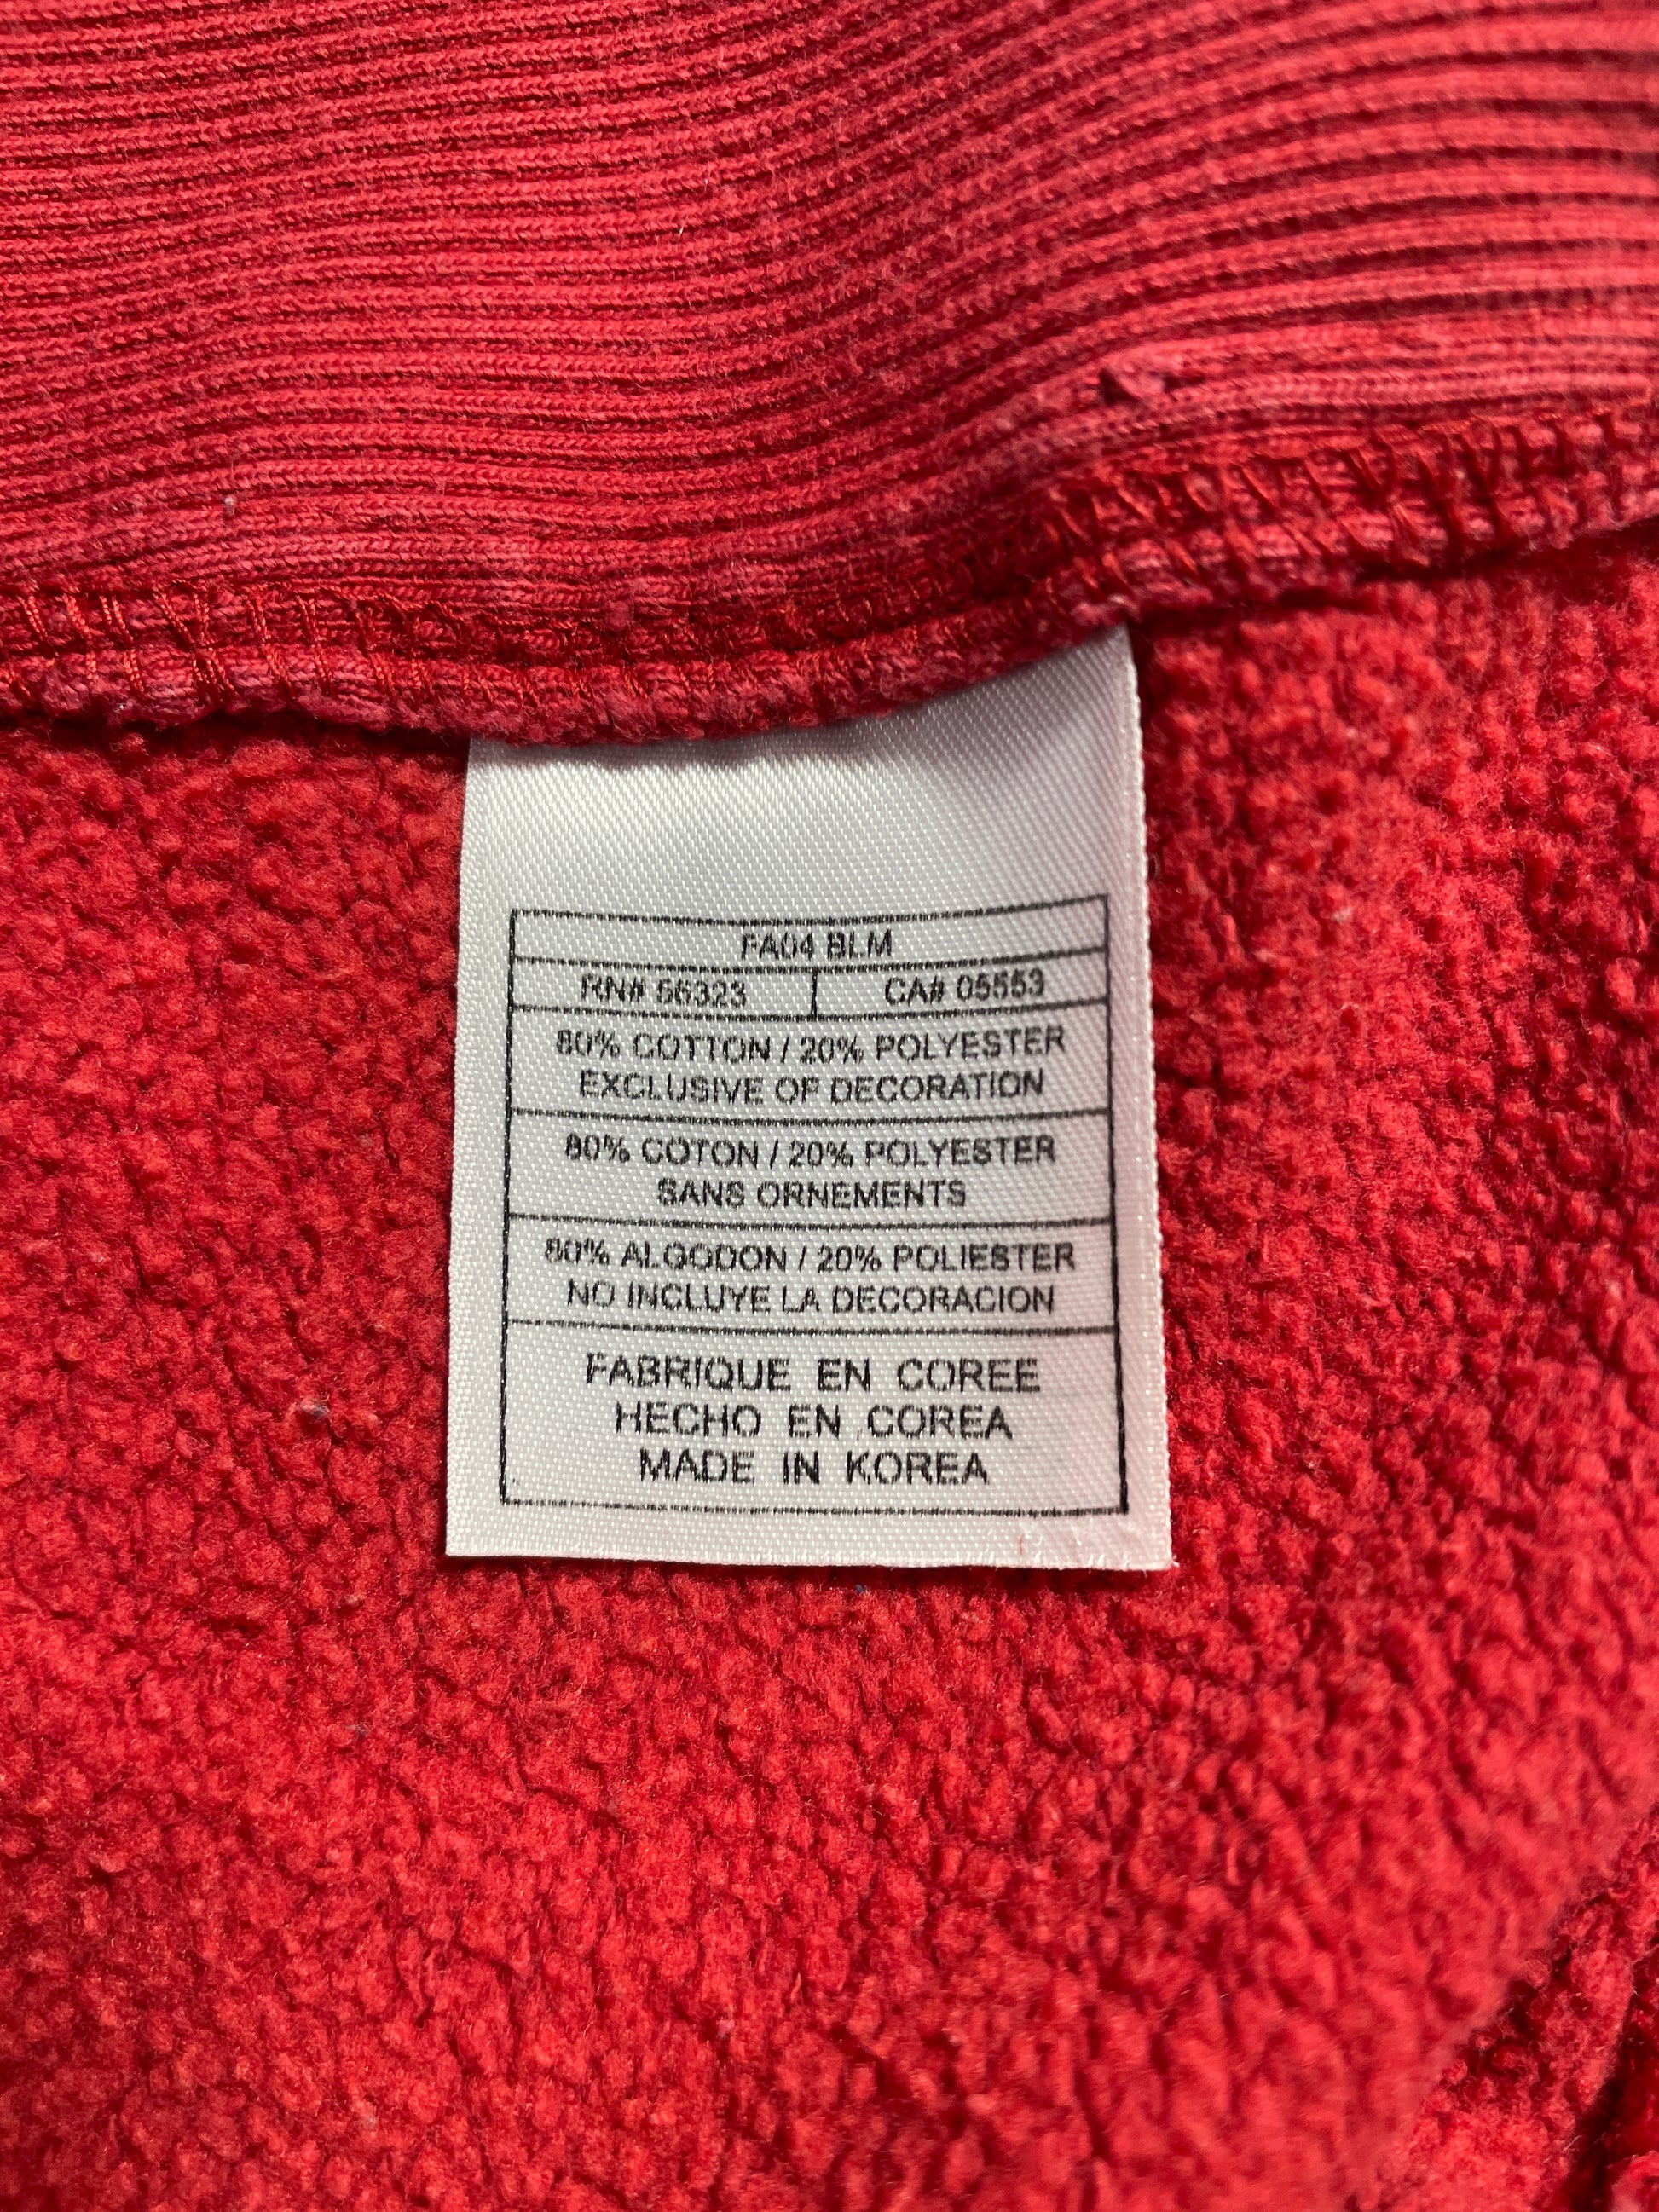 FA04 BLM
RN# 56323 CA# 05553
80% COTTON / 20% POLYESTER
EXCLUSIVE OF DECORATION
80% COTON / 20% POLYESTER
SANS ORNEMENTS
80% ALGODON / 20% POLIESTER
NO INCLUYE LA DECORACION
FABRIQUE EN COREE
HECHO EN COREA
MADE IN KOREA